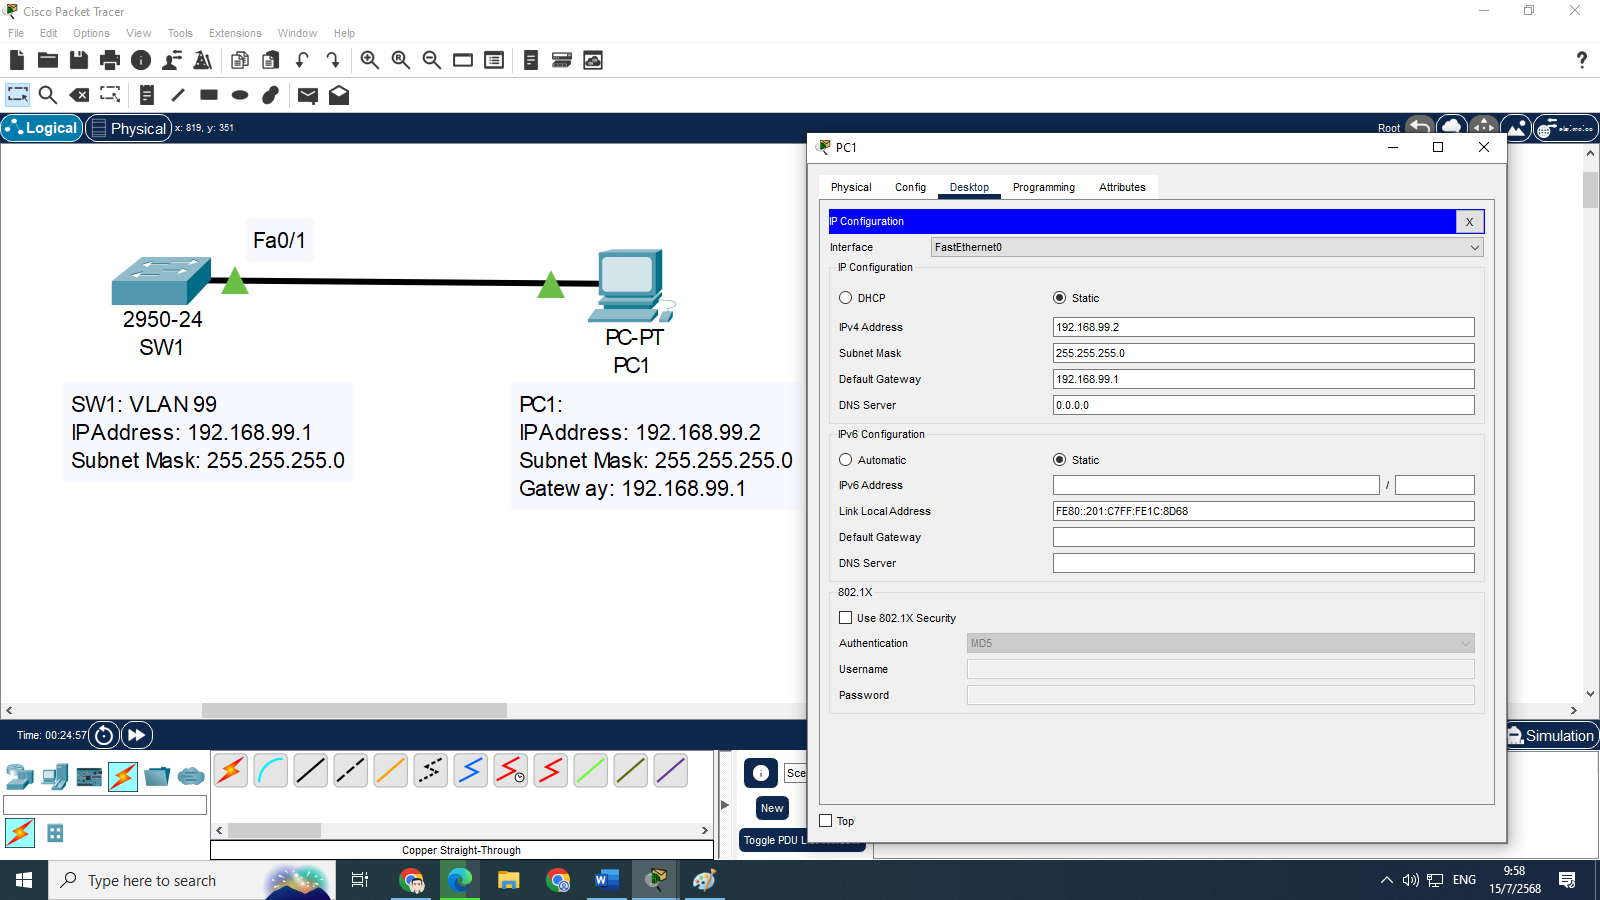 Cisco Packet Tracer
File Edit Options View Tools Extensions Window Help
Logical Physical x: 819, y: 351 Root
Fa0/1
2950-24
SW1
PC-PT
PC1
SW1: VLAN 99
IPAddress: 192.168.99.1
Subnet Mask: 255.255.255.0
PC1:
IPAddress: 192.168.99.2
Subnet Mask: 255.255.255.0
Gatew ay: 192.168.99.1
PC1
Physical Config Desktop Programming Attributes
IP Configuration X
Interface FastEthernet0
IP Configuration
DHCP Static
IPv4 Address 192.168.99.2
Subnet Mask 255.255.255.0
Default Gateway 192.168.99.1
DNS Server 0.0.0.0
IPv6 Configuration
Automatic Static
IPv6 Address /
Link Local Address FE80::201:C7FF:FE1C:8D68
Default Gateway
DNS Server
802.1X
Use 802.1X Security
Authentication MD5
Username
Password
Top
Time: 00:24:57 Simulation
Sce
New
Toggle PDU L
Copper Straight-Through
Type here to search
ENG
9:58
15/7/2568